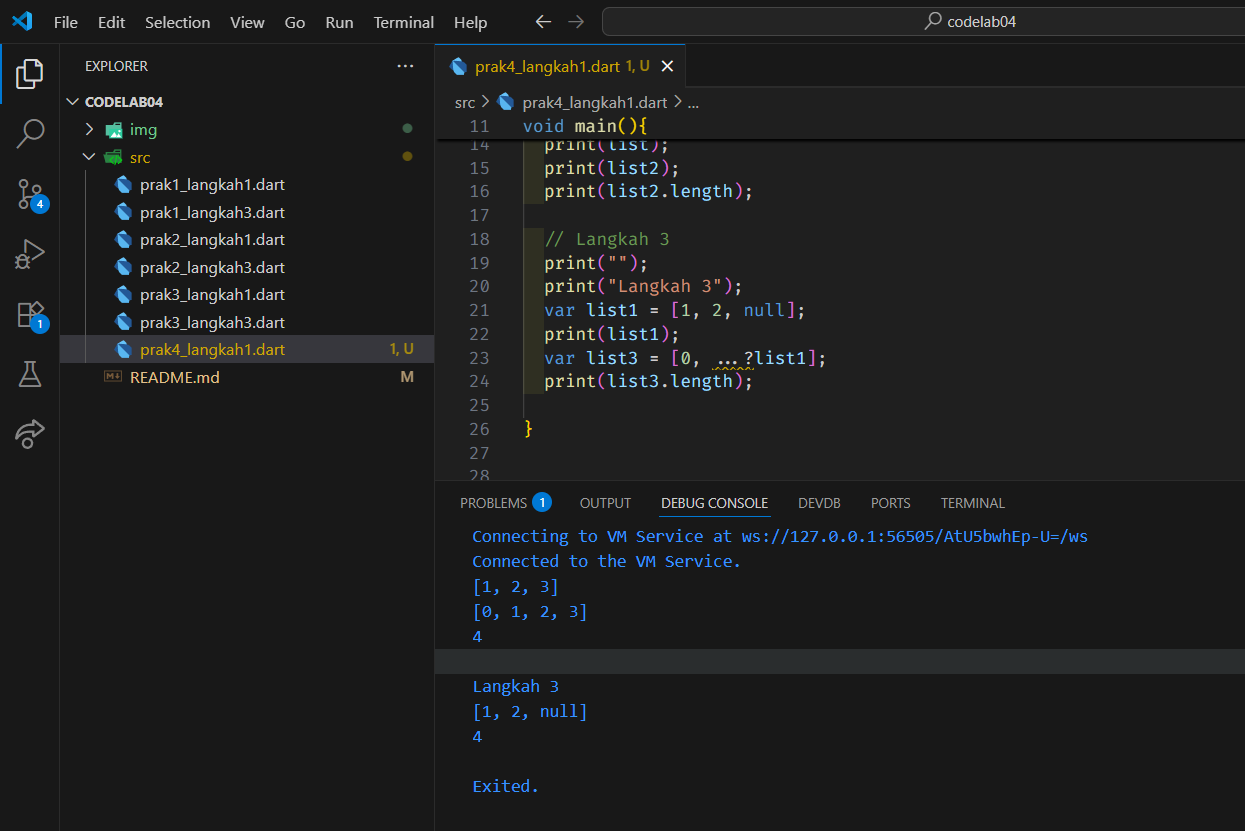 File Edit Selection View Go Run Terminal Help
codelab04
EXPLORER
CODELAB04
img
src
prak1_langkah1.dart
prak1_langkah3.dart
prak2_langkah1.dart
prak2_langkah3.dart
prak3_langkah1.dart
prak3_langkah3.dart
prak4_langkah1.dart 1, U
README.md M
4
1
prak4_langkah1.dart 1, U
src > prak4_langkah1.dart > ...
11 void main(){
14 print(list);
15 print(list2);
16 print(list2.length);
17
18 // Langkah 3
19 print("");
20 print("Langkah 3");
21 var list1 = [1, 2, null];
22 print(list1);
23 var list3 = [0, ...?list1];
24 print(list3.length);
25
26 }
27
28
PROBLEMS 1 OUTPUT DEBUG CONSOLE DEVDB PORTS TERMINAL
Connecting to VM Service at ws://127.0.0.1:56505/AtU5bwhEp-U=/ws
Connected to the VM Service.
[1, 2, 3]
[0, 1, 2, 3]
4
Langkah 3
[1, 2, null]
4
Exited.